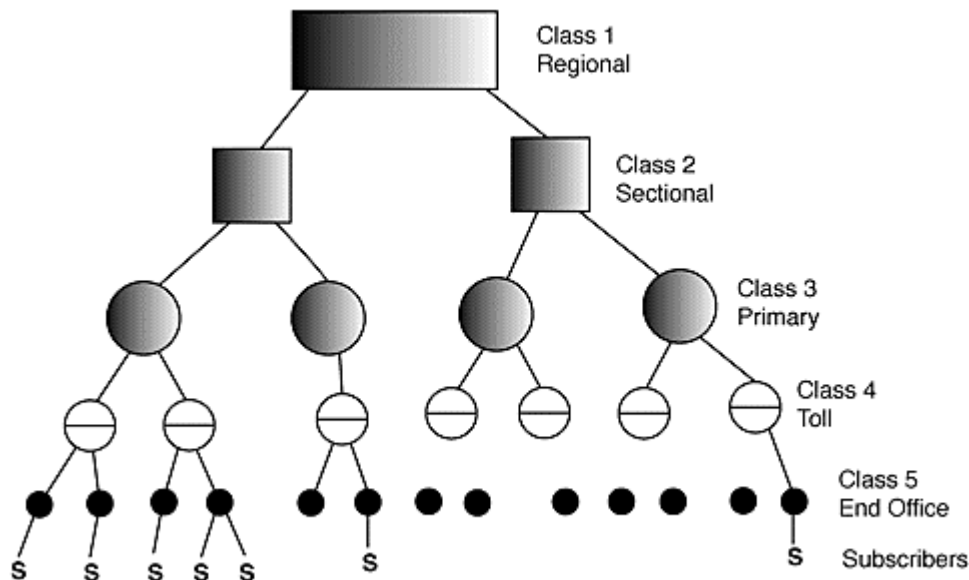 Class 1
Regional
Class 2
Sectional
Class 3
Primary
Class 4
Toll
Class 5
End Office
S S S S S S S Subscribers